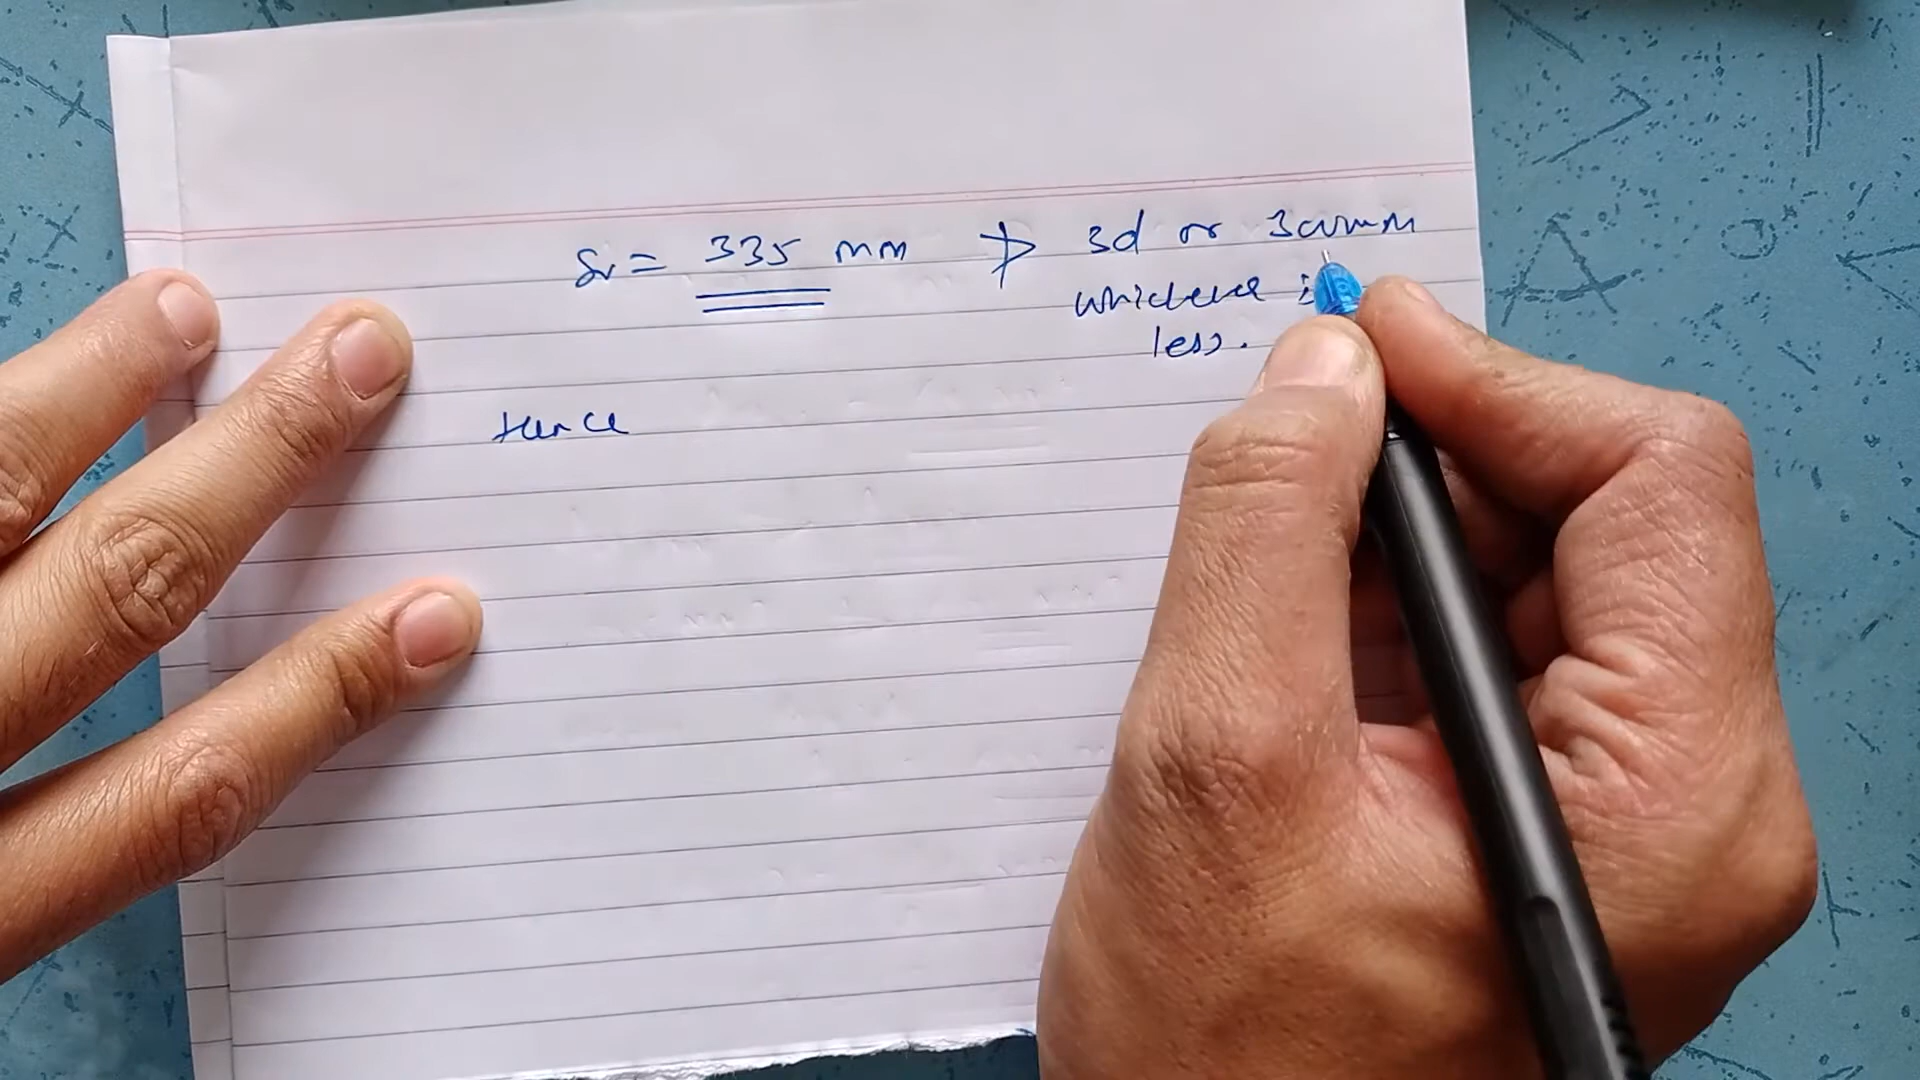 Sv = 335 mm ≯ 3d or 300mm
whichever is
less.
Hence